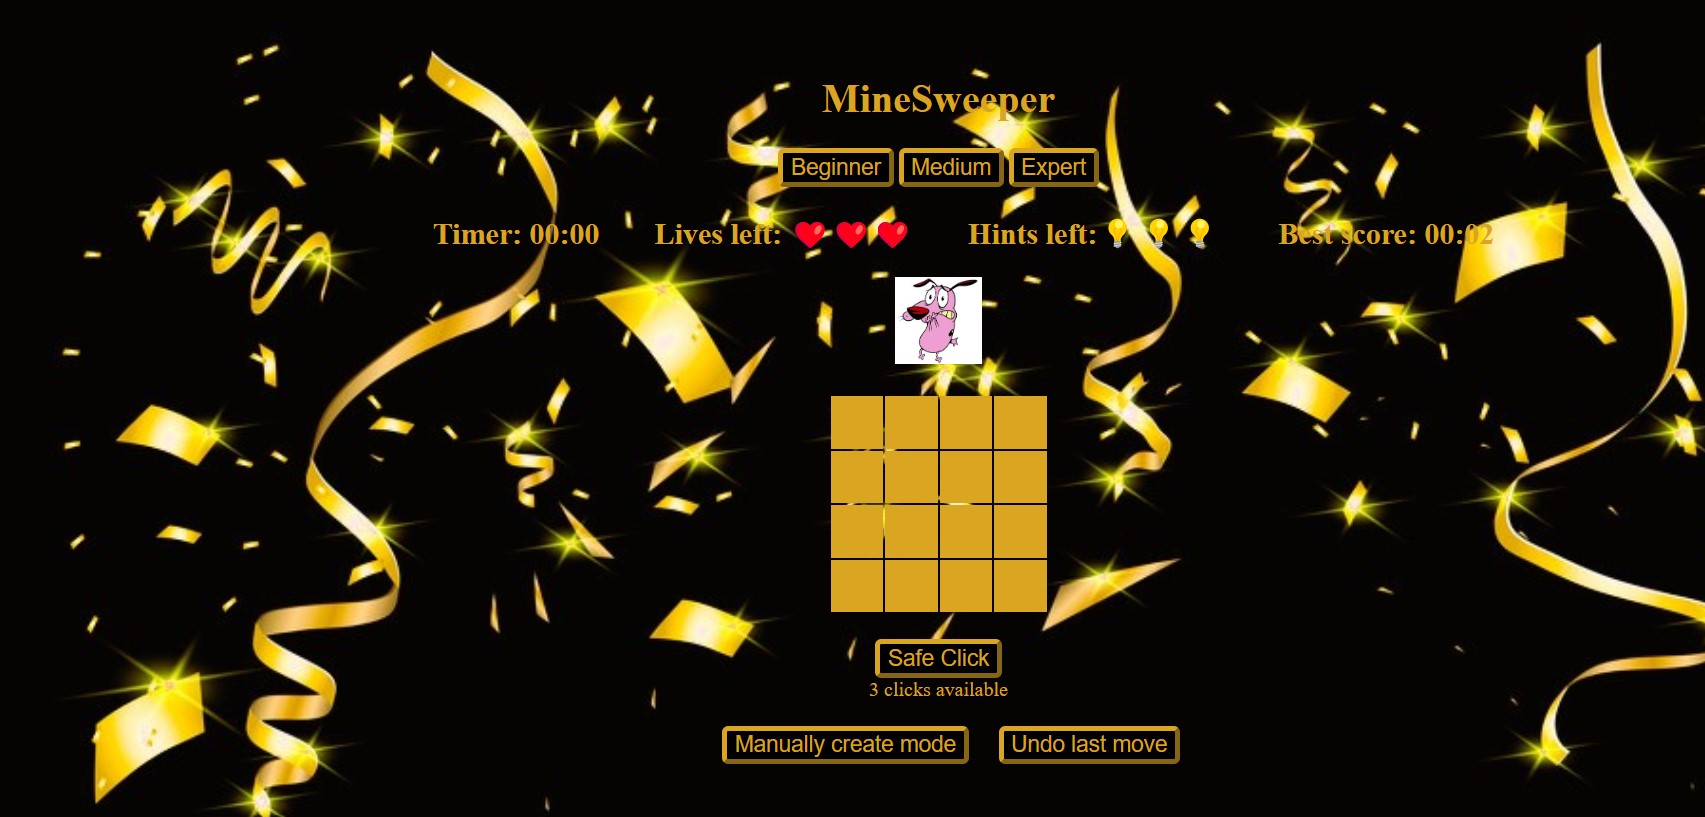 MineSweeper
Beginner Medium Expert
Timer: 00:00 Lives left: Hints left: Best score: 00:02
Safe Click
3 clicks available
Manually create mode Undo last move